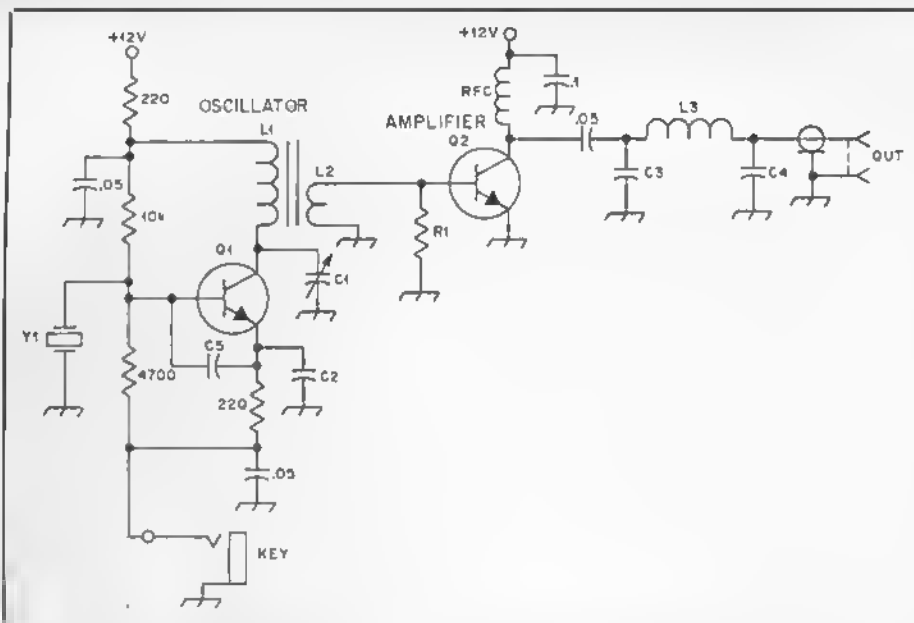 +12V
+12V
220
OSCILLATOR
RFC
.1
L1
AMPLIFIER
L3
Q2
.05
L2
OUT
.05
C3
C4
10k
R1
Q1
C1
Y1
C5
4700
C2
220
.05
KEY